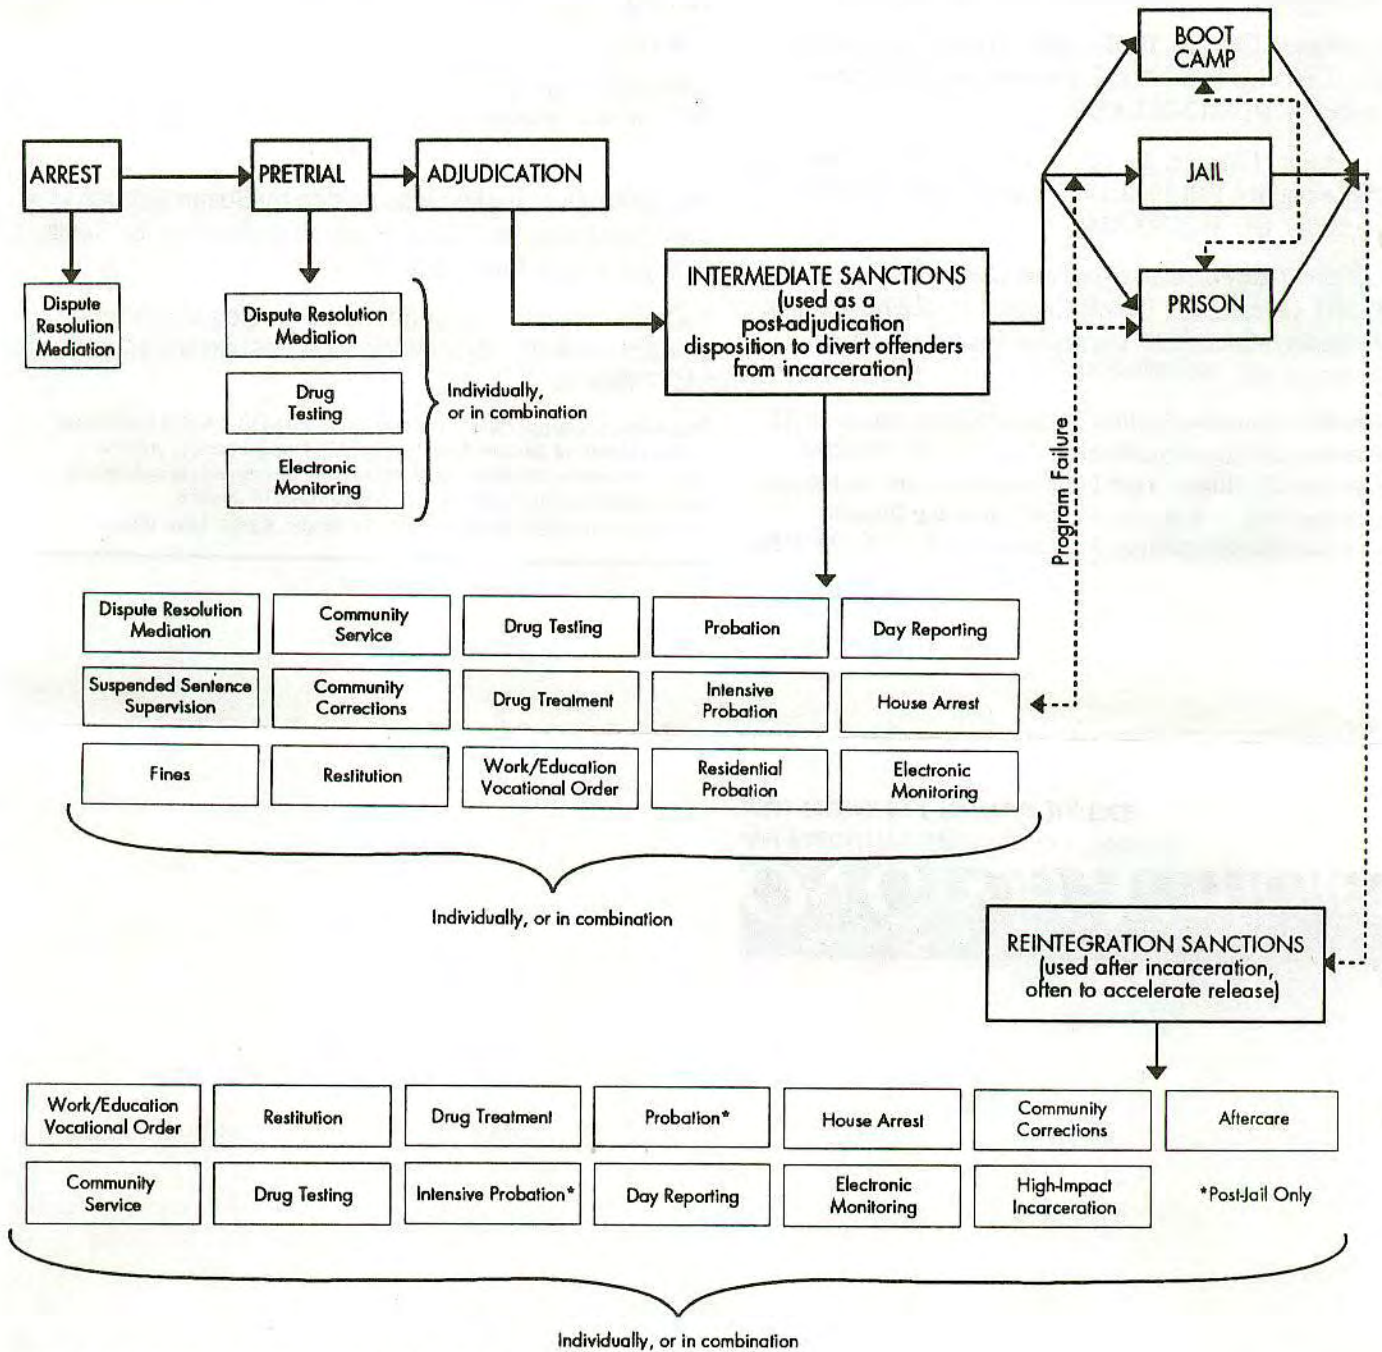 BOOT
CAMP
ARREST
PRETRIAL
ADJUDICATION
JAIL
Dispute
Resolution
Mediation
Dispute Resolution
Mediation
Drug
Testing
Electronic
Monitoring
Individually,
or in combination
INTERMEDIATE SANCTIONS
(used as a
post-adjudication
disposition to divert offenders
from incarceration)
PRISON
Program Failure
Dispute Resolution
Mediation
Community
Service
Drug Testing
Probation
Day Reporting
Suspended Sentence
Supervision
Community
Corrections
Drug Treatment
Intensive
Probation
House Arrest
Fines
Restitution
Work/Education
Vocational Order
Residential
Probation
Electronic
Monitoring
Individually, or in combination
REINTEGRATION SANCTIONS
(used after incarceration,
often to accelerate release)
Work/Education
Vocational Order
Restitution
Drug Treatment
Probation*
House Arrest
Community
Corrections
Aftercare
Community
Service
Drug Testing
Intensive Probation*
Day Reporting
Electronic
Monitoring
High-Impact
Incarceration
*Post-Jail Only
Individually, or in combination